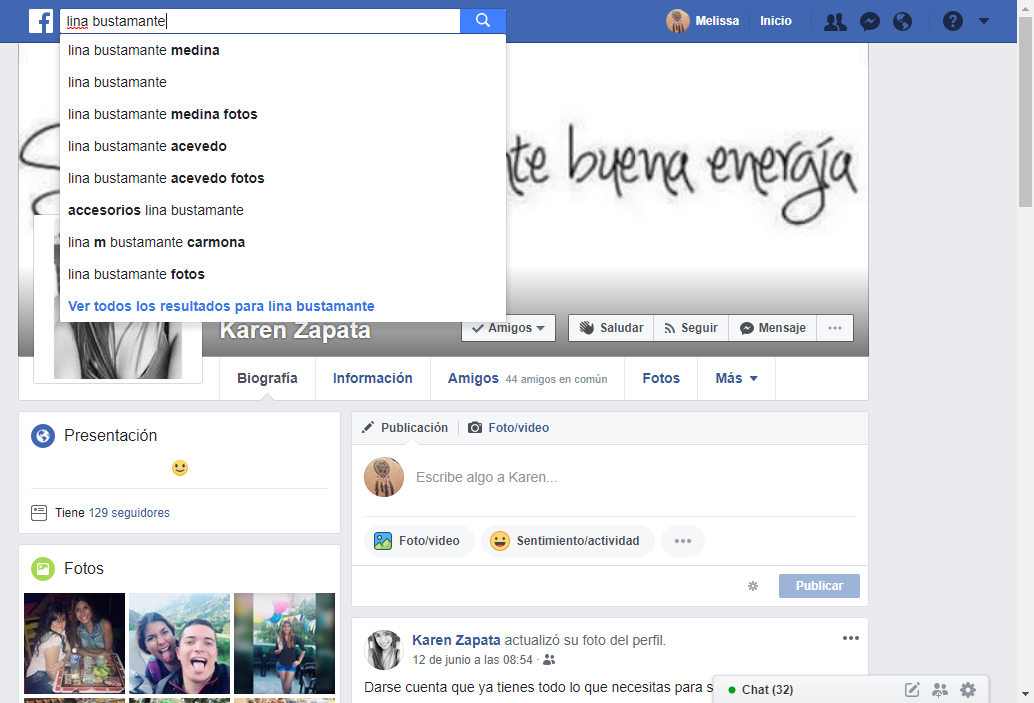 lina bustamante
Melissa
Inicio
lina bustamante medina
lina bustamante
lina bustamante medina fotos
lina bustamante acevedo
lina bustamante acevedo fotos
accesorios lina bustamante
lina m bustamante carmona
lina bustamante fotos
Ver todos los resultados para lina bustamante
buena energía
Karen Zapata
Amigos
Saludar
Seguir
Mensaje
Biografía
Información
Amigos 44 amigos en común
Fotos
Más
Presentación
Tiene 129 seguidores
Fotos
Publicación
Foto/video
Escribe algo a Karen...
Foto/video
Sentimiento/actividad
Publicar
Karen Zapata actualizó su foto del perfil.
12 de junio a las 08:54 ·
Darse cuenta que ya tienes todo lo que necesitas para s
Chat (32)